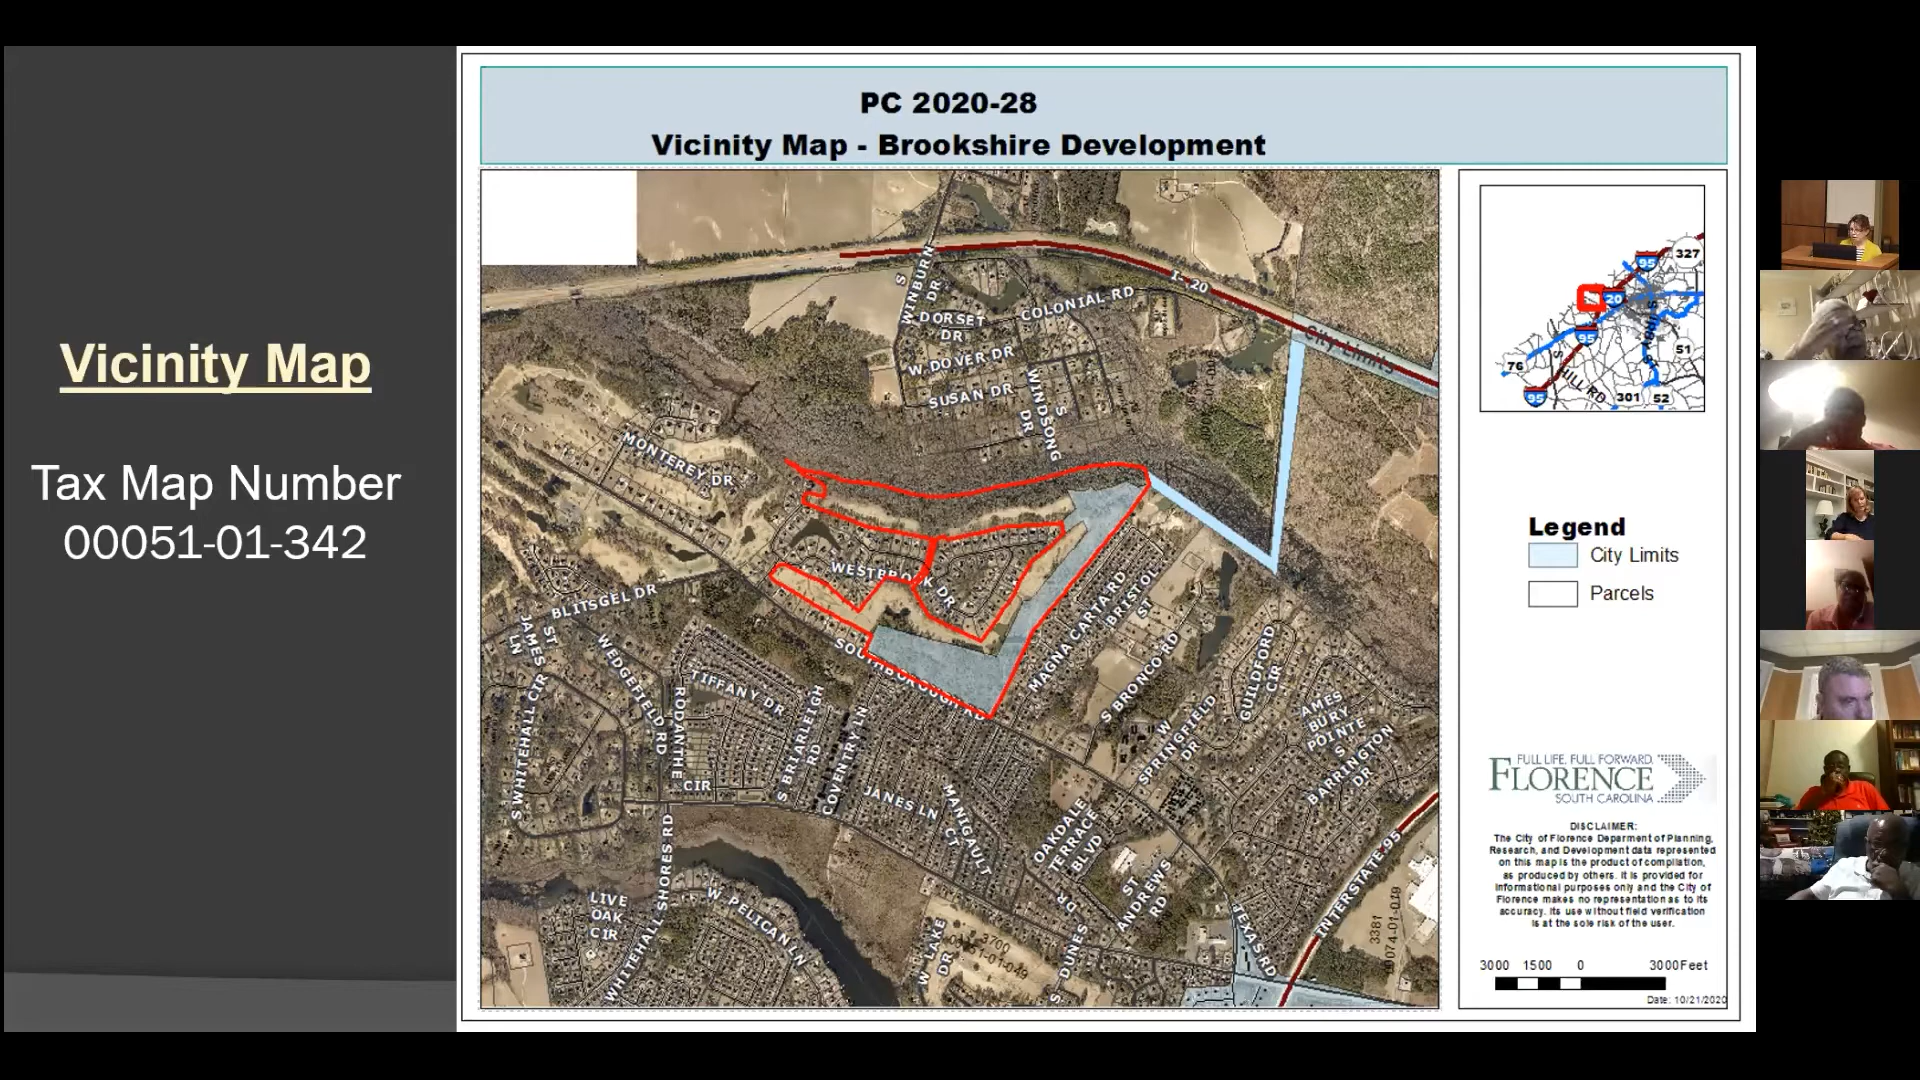 Vicinity Map
Tax Map Number
00051-01-342
PC 2020-28
Vicinity Map - Brookshire Development
I- 20
City Limits
S
WINBURN
DR
COLONIAL RD
DORSET
DR
W DOVER DR
SUSAN DR
S
WINDSONG
DR
MONTEREY DR
WESTBROOK DR
BLITSGEL DR
ST
JAMES
LN
SOUTHBOROUGH RD
MAGNA CARTA RD
BRISTOL
ST
S BRONCO RD
GUILDFORD
CIR
AMES
BURY
POINTE
S
BARRINGTON
DR
W
SPRINGFIELD
DR
WEDGEFIELD RD
RODANTHE
CIR
TIFFANY DR
S WHITEHALL CIR
S BRIARLEIGH
RD
COVENTRY LN
JANES LN
MANIGAULT
CT
OAKDALE
TERRACE
BLVD
ST
ANDREWS
RD
WHITEHALL SHORES RD
LIVE
OAK
CIR
W PELICAN LN
W LAKE
DR
3700
S DUNES
DR
TEXAS RD
INTERSTATE 95
3381
95
327
20
95
76
S
HILL RD
51
95
301
52
Legend
City Limits
Parcels
FULL LIFE. FULL FORWARD.
FLORENCE
SOUTH CAROLINA
DISCLAIMER:
The City of Florence Deparment of Planning,
Research, and Development data represented
on this map is the product of compilation,
as produced by others. It is provided for
informational purposes only and the City of
Florence makes no representation as to its
accuracy. Its use without field verification
is at the sole risk of the user.
3000 1500 0 3000 Feet
Date: 10/21/2020